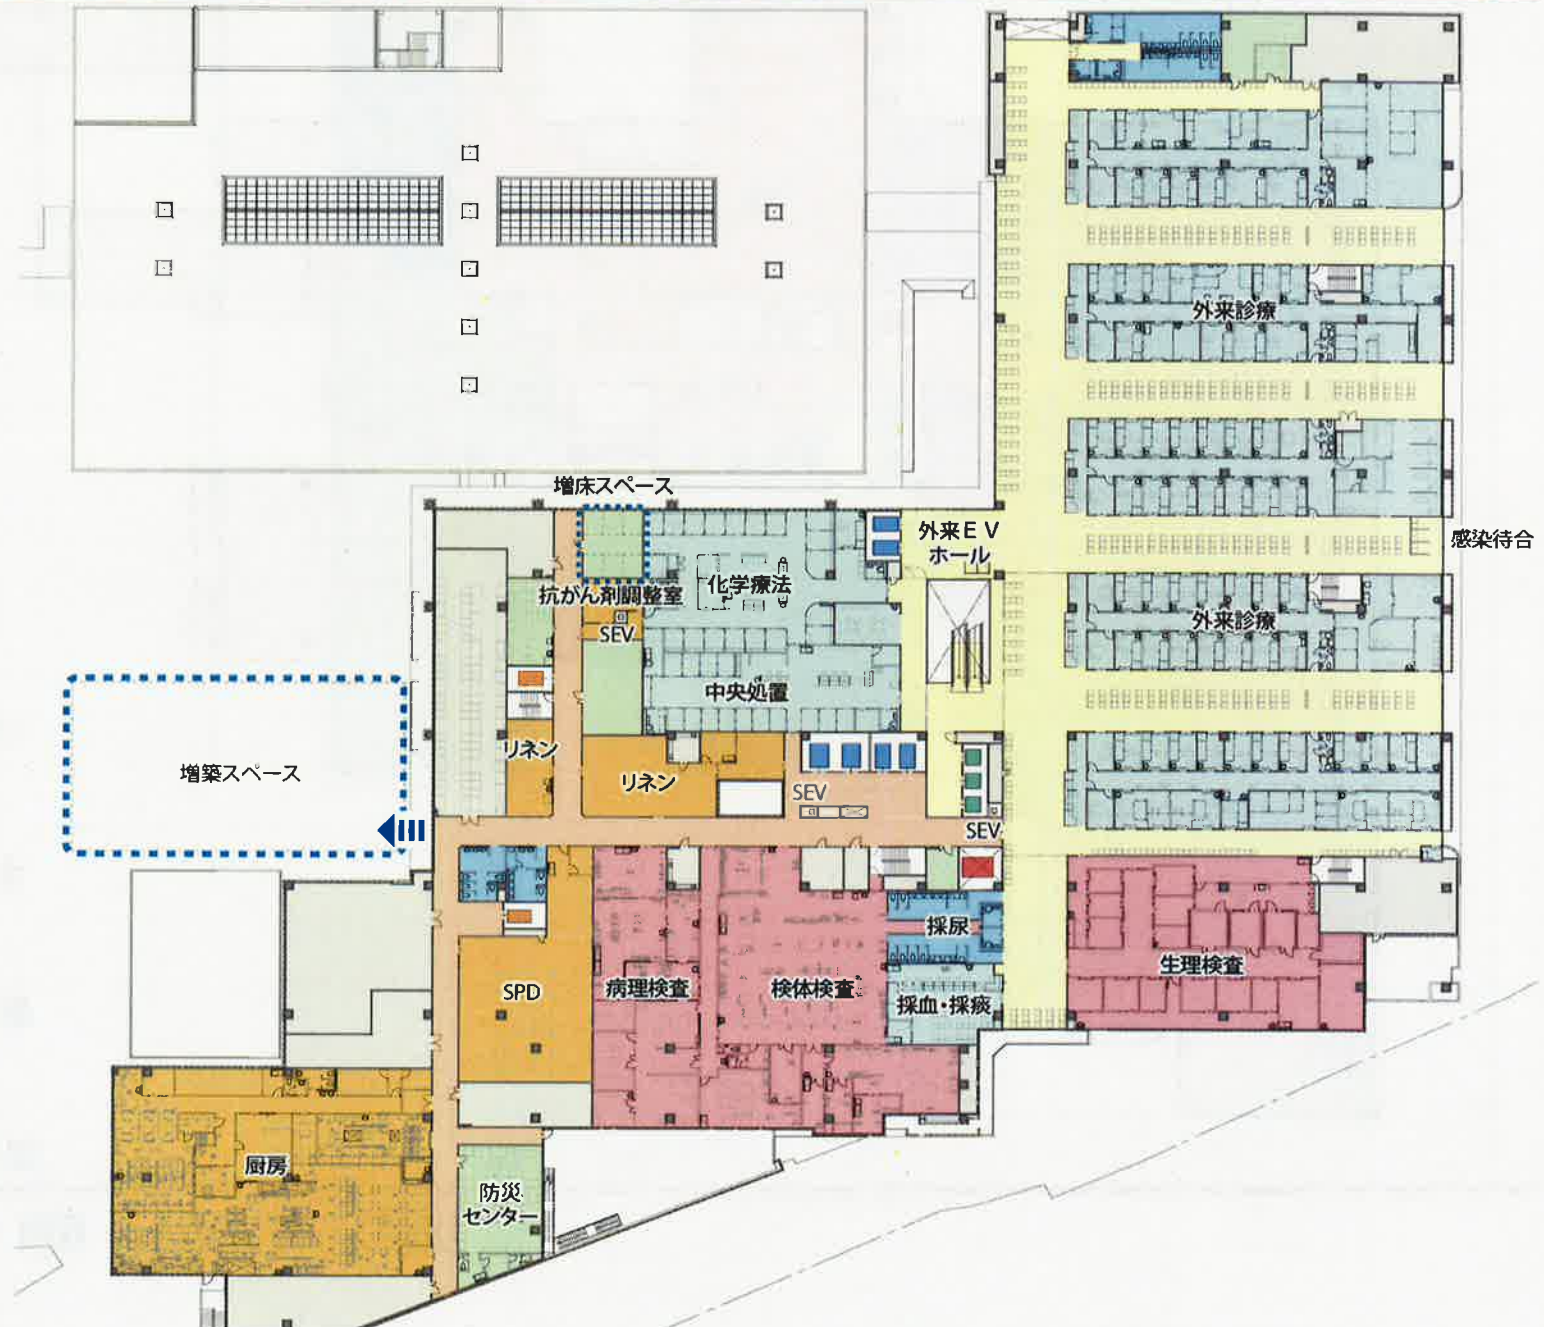 外来診療
増床スペース
外来ＥＶ
ホール
感染待合
抗がん剤調整室
化学療法
SEV
外来診療
中央処置
リネン
リネン
増築スペース
SEV
SEV
採尿
SPD
病理検査
検体検査
採血・採痰
生理検査
厨房
防災
センター